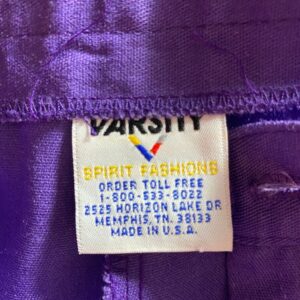 VARSITY
SPIRIT FASHIONS
ORDER TOLL FREE
1-800-533-8022
2525 HORIZON LAKE DR
MEMPHIS, TN. 38133
MADE IN U.S.A.